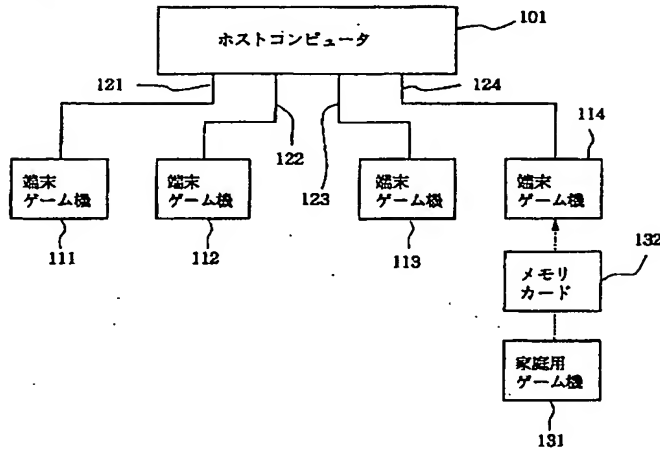 101
ホストコンピュータ
121
124
122
123
114
端末
ゲーム機
端末
ゲーム機
端末
ゲーム機
端末
ゲーム機
111
112
113
132
メモリ
カード
家庭用
ゲーム機
131